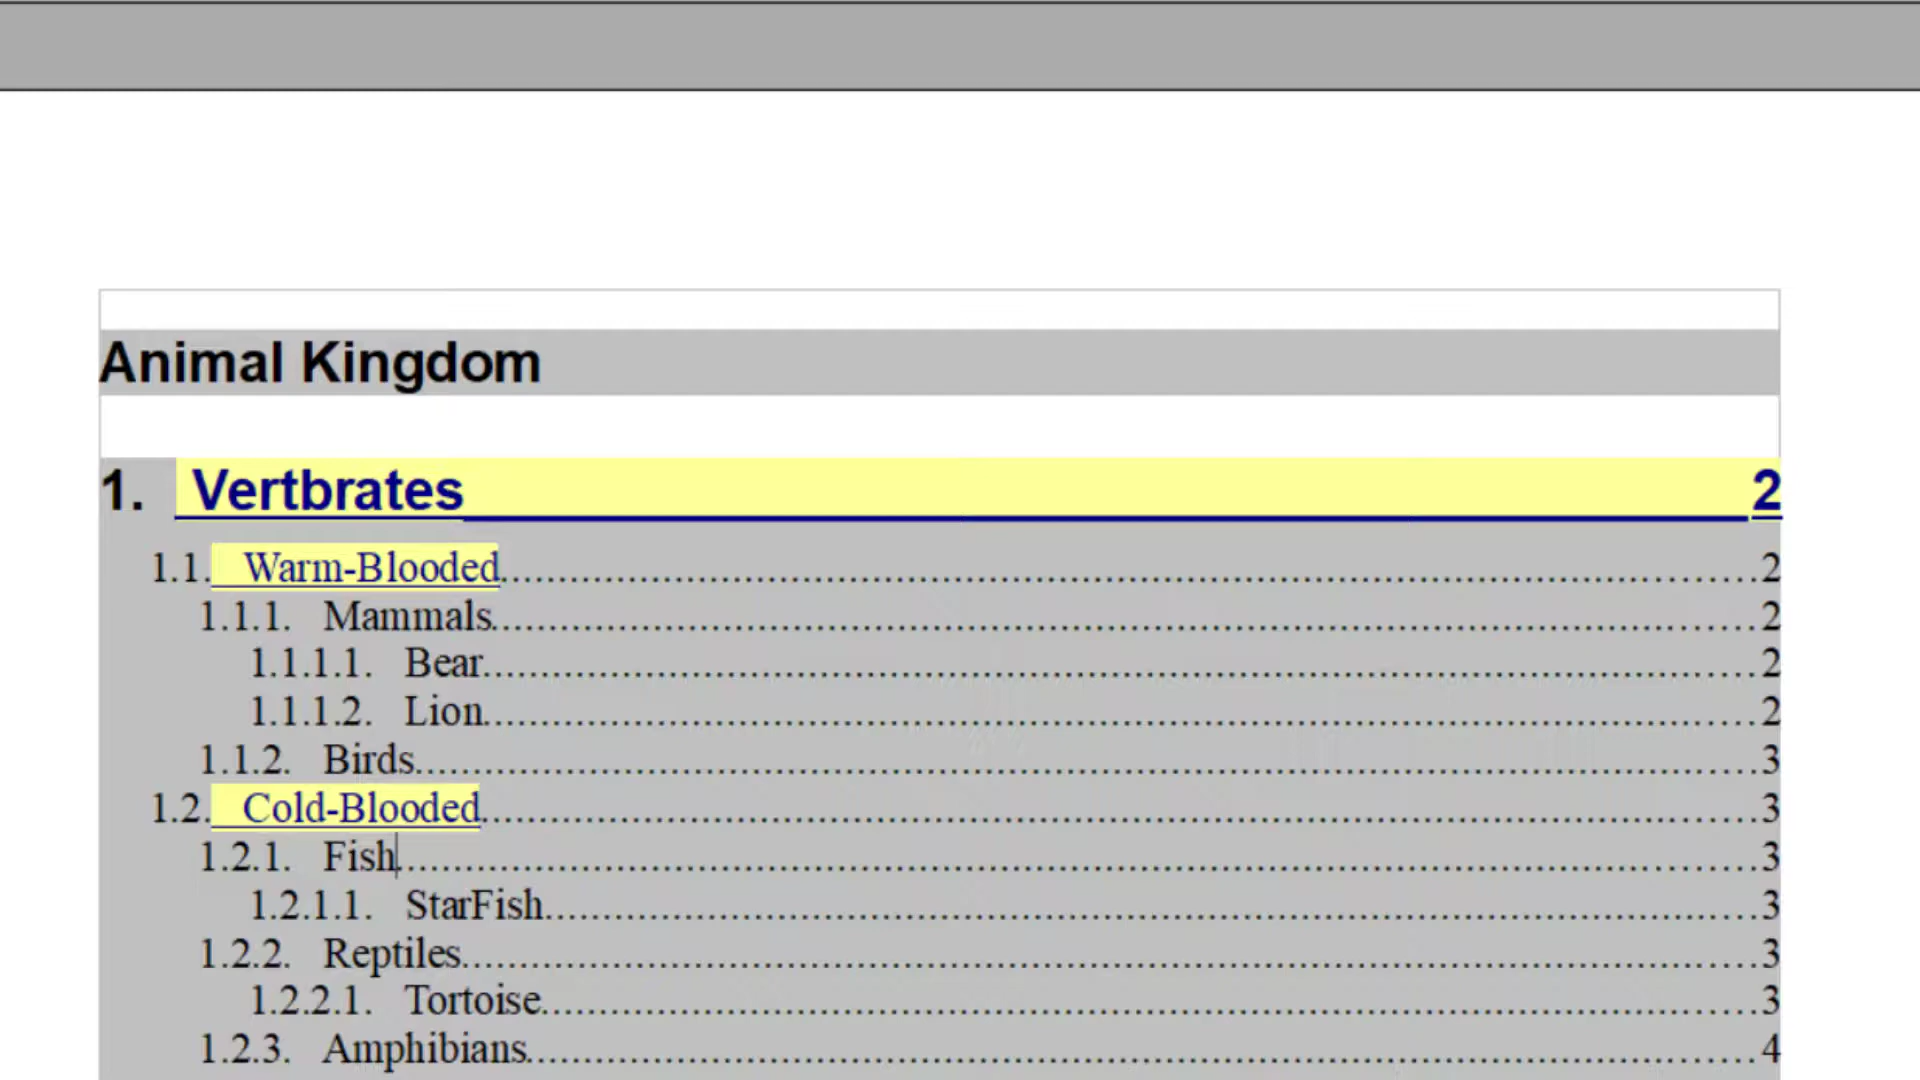 Animal Kingdom
1. Vertbrates 2
1.1. Warm-Blooded 2
1.1.1. Mammals 2
1.1.1.1. Bear 2
1.1.1.2. Lion 2
1.1.2. Birds 3
1.2. Cold-Blooded 3
1.2.1. Fish 3
1.2.1.1. StarFish 3
1.2.2. Reptiles 3
1.2.2.1. Tortoise 3
1.2.3. Amphibians 4